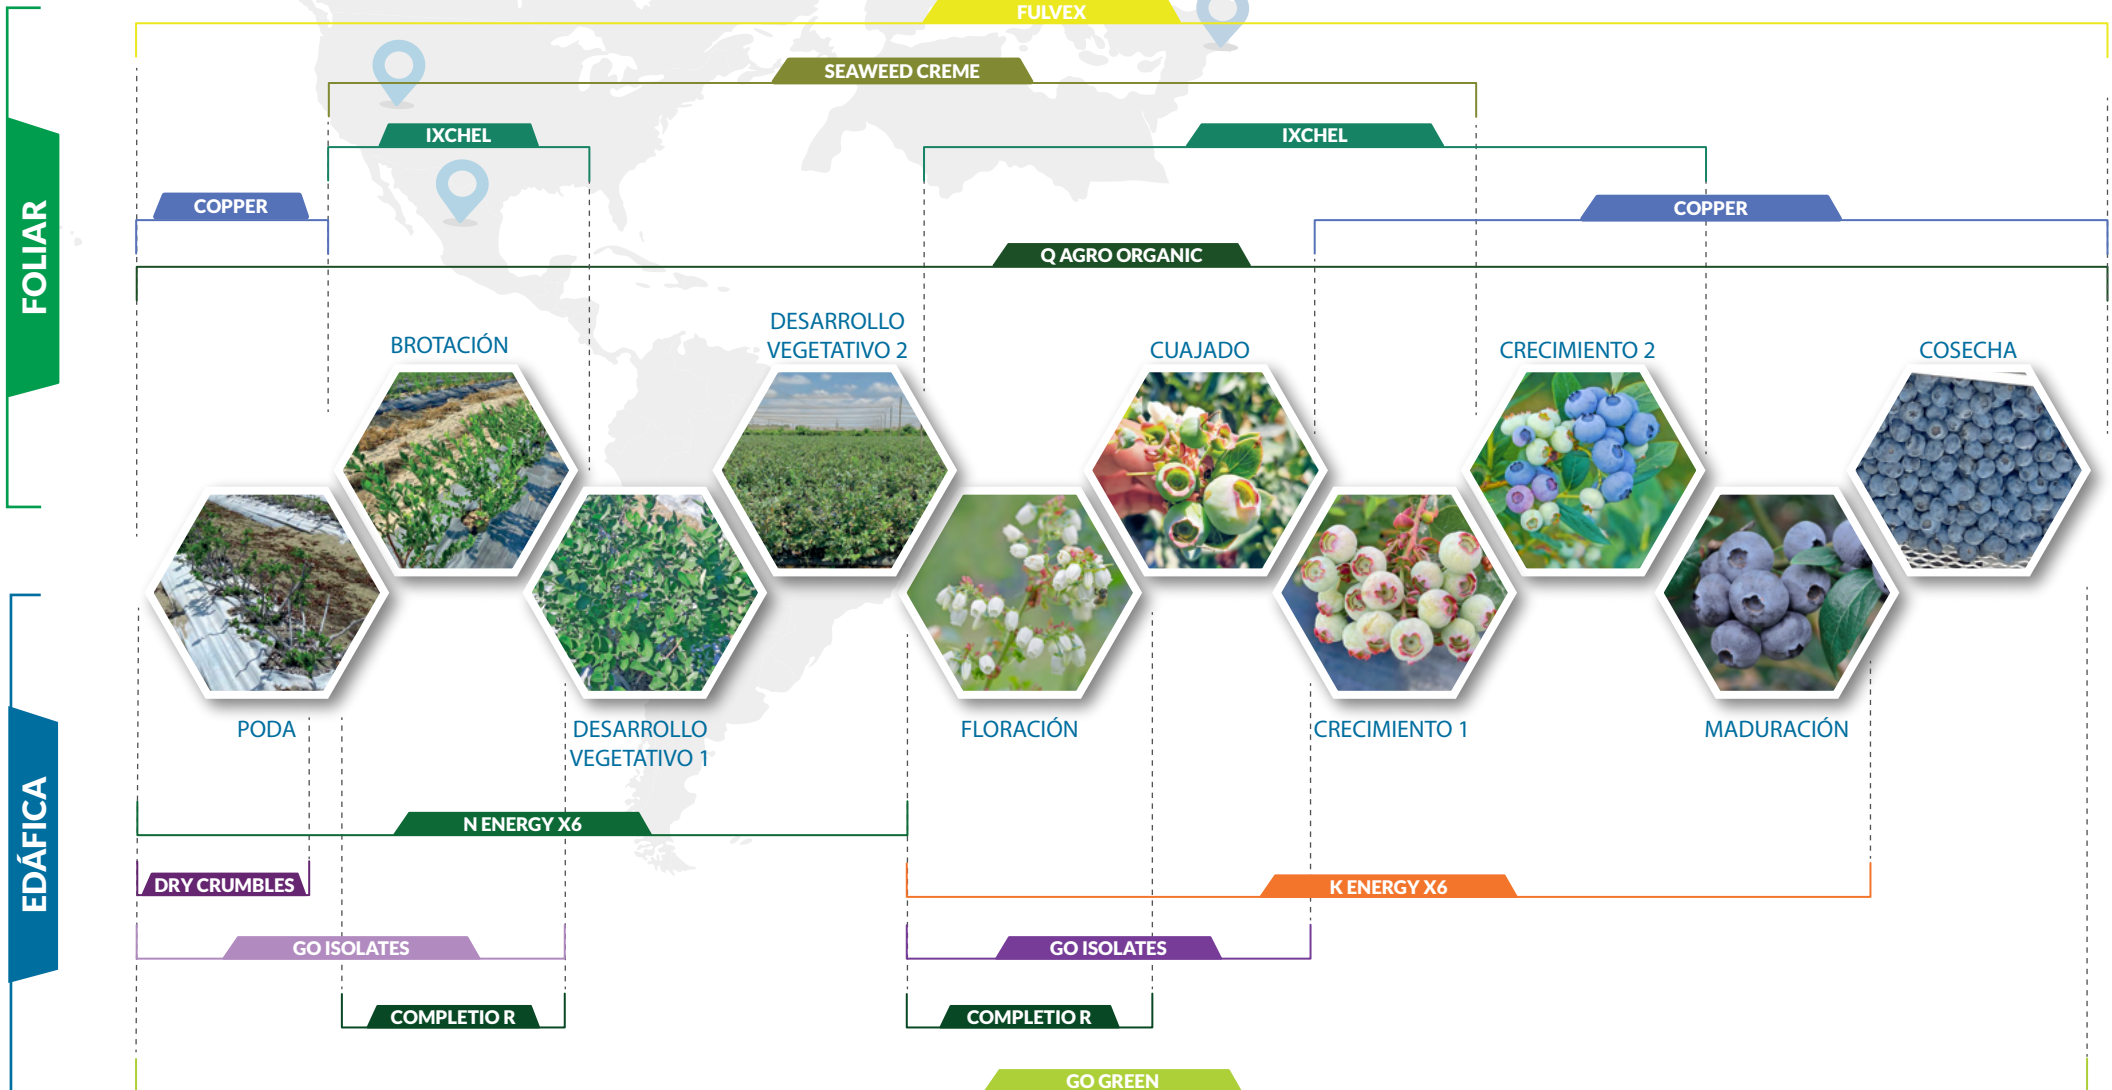 FULVEX
SEAWEED CREME
IXCHEL
IXCHEL
COPPER
COPPER
Q AGRO ORGANIC
FOLIAR
DESARROLLO
VEGETATIVO 2
BROTACIÓN
CUAJADO
CRECIMIENTO 2
COSECHA
PODA
DESARROLLO
VEGETATIVO 1
FLORACIÓN
CRECIMIENTO 1
MADURACIÓN
EDÁFICA
N ENERGY X6
DRY CRUMBLES
K ENERGY X6
GO ISOLATES
GO ISOLATES
COMPLETIO R
COMPLETIO R
GO GREEN